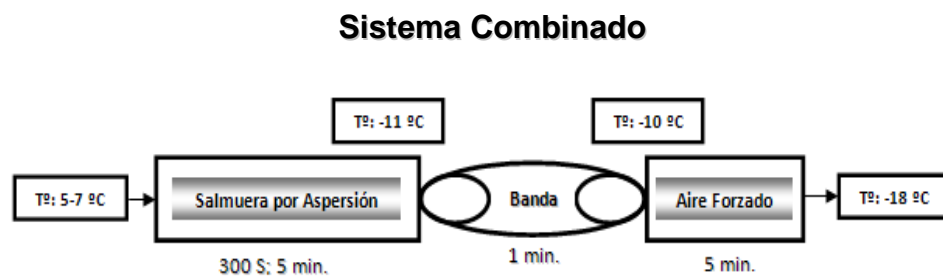 Sistema Combinado
Tº: -11 ºC
Tº: -10 ºC
Tº: 5-7 ºC
Salmuera por Aspersión
Banda
Aire Forzado
Tº: -18 ºC
300 S; 5 min.
1 min.
5 min.